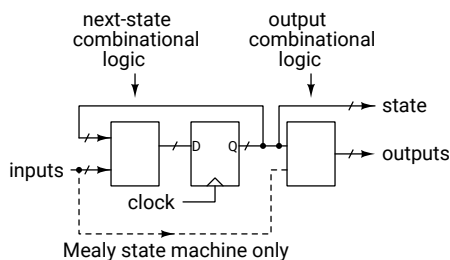 next-state
combinational
logic
output
combinational
logic
state
D
Q
inputs
outputs
clock
Mealy state machine only